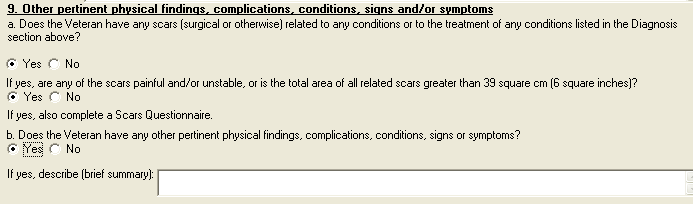 9. Other pertinent physical findings, complications, conditions, signs and/or symptoms
a. Does the Veteran have any scars (surgical or otherwise) related to any conditions or to the treatment of any conditions listed in the Diagnosis
section above?
Yes No
If yes, are any of the scars painful and/or unstable, or is the total area of all related scars greater than 39 square cm (6 square inches)?
Yes No
If yes, also complete a Scars Questionnaire.
b. Does the Veteran have any other pertinent physical findings, complications, conditions, signs or symptoms?
Yes No
If yes, describe (brief summary):